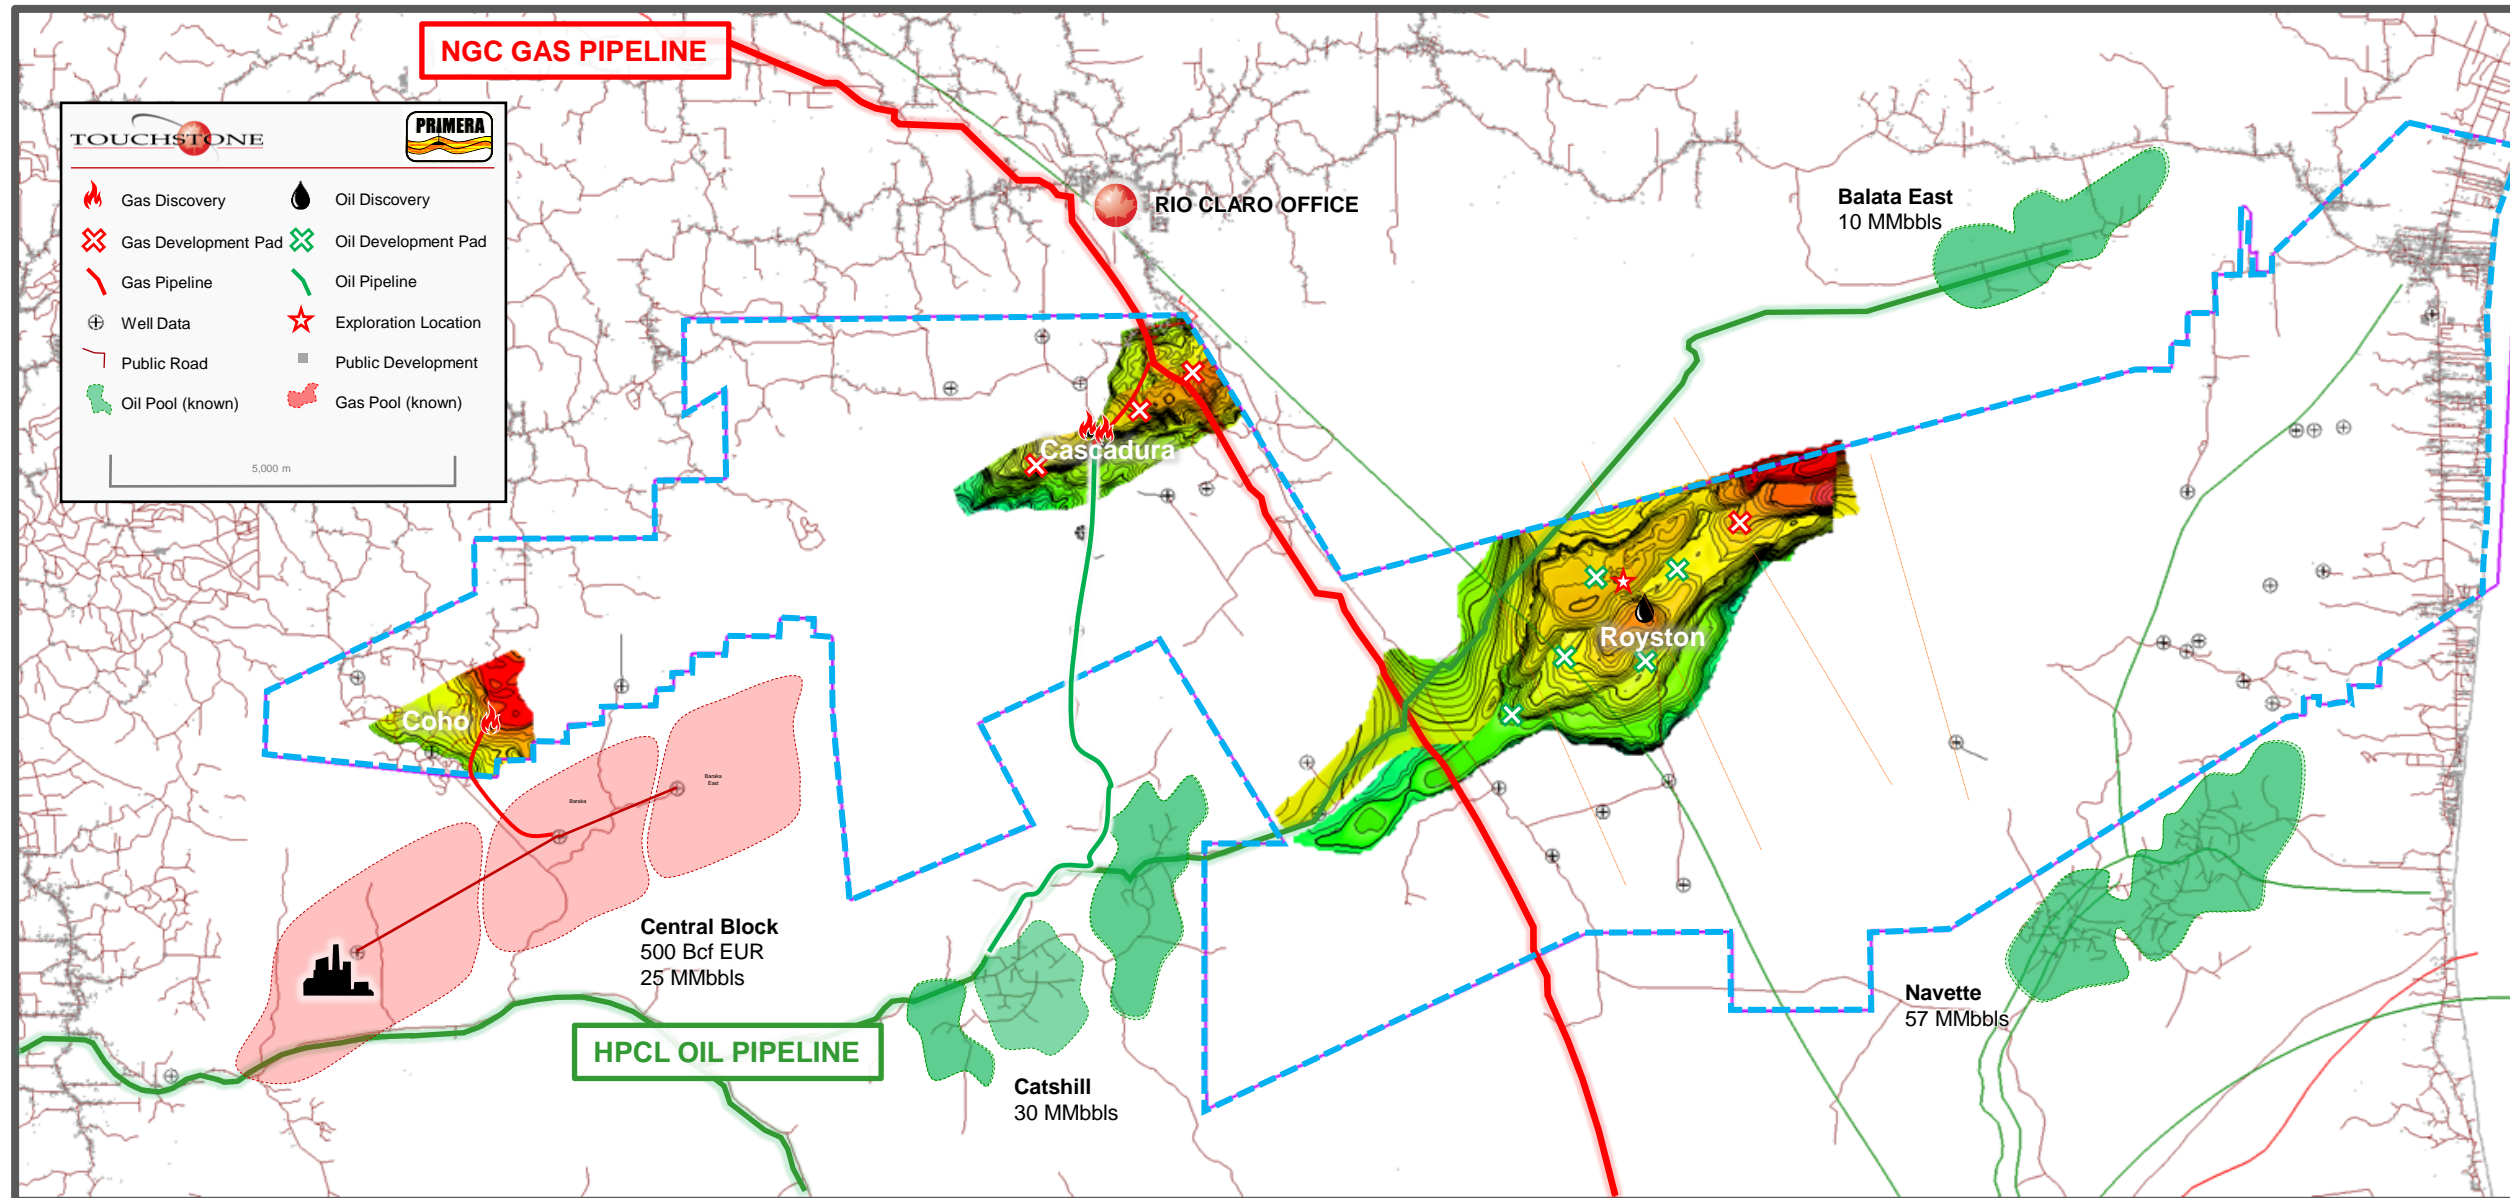 NGC GAS PIPELINE
TOUCHSTONE
PRIMERA
Gas Discovery
Oil Discovery
Gas Development Pad
Oil Development Pad
Gas Pipeline
Oil Pipeline
Well Data
Exploration Location
Public Road
Public Development
Oil Pool (known)
Gas Pool (known)
5,000 m
RIO CLARO OFFICE
Balata East
10 MMbbls
Cascadura
Royston
Coho
Baraka
East
Baraka
Central Block
500 Bcf EUR
25 MMbbls
HPCL OIL PIPELINE
Catshill
30 MMbbls
Navette
57 MMbbls